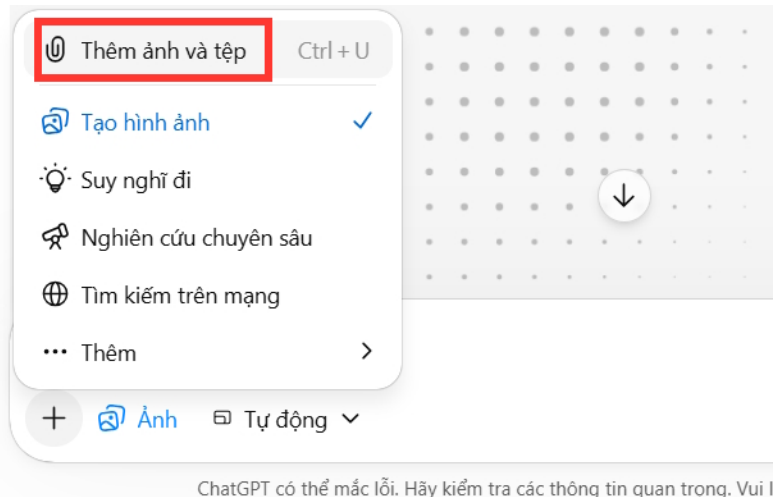 Thêm ảnh và tệp Ctrl + U
Tạo hình ảnh
Suy nghĩ đi
Nghiên cứu chuyên sâu
Tìm kiếm trên mạng
Thêm
Ảnh Tự động
ChatGPT có thể mắc lỗi. Hãy kiểm tra các thông tin quan trọng. Vui